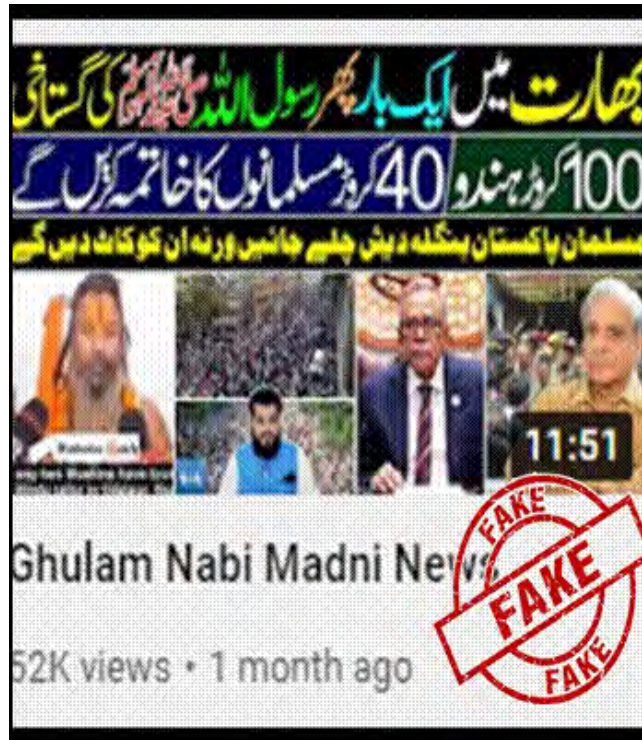 بھارت میں ایک بار پھر رسول اللہ ﷺ کی گستاخی
100 کروڑ ہندو 40 کروڑ مسلمانوں کا خاتمہ کریں گے
مسلمان پاکستان بنگلہ دیش چلے جائیں ورنہ ان کو کاٹ دیں گے
11:51
Ghulam Nabi Madni News
52K views • 1 month ago
FAKE
FAKE
FAKE